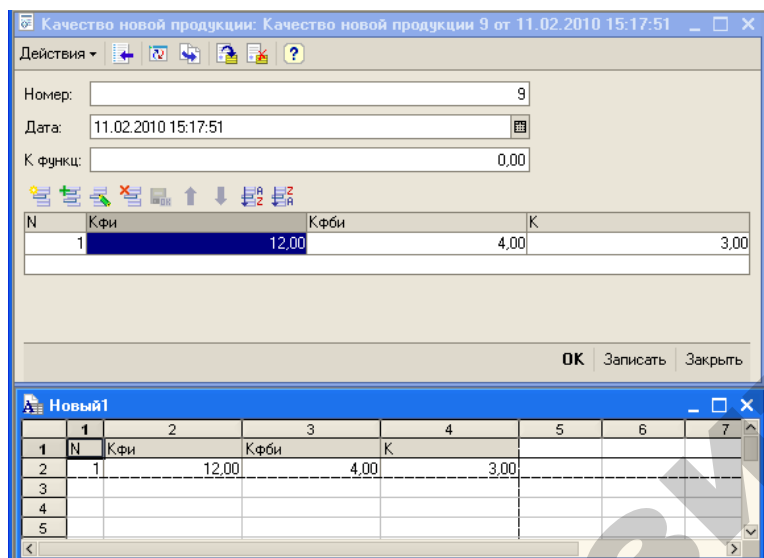 Качество новой продукции: Качество новой продукции 9 от 11.02.2010 15:17:51
Действия
Номер: 9
Дата: 11.02.2010 15:17:51
К функц: 0,00
N Кфи Кфби К
1 12,00 4,00 3,00
OK Записать Закрыть
Новый1
1 2 3 4 5 6 7
1 N Кфи Кфби К
2 1 12,00 4,00 3,00
3
4
5